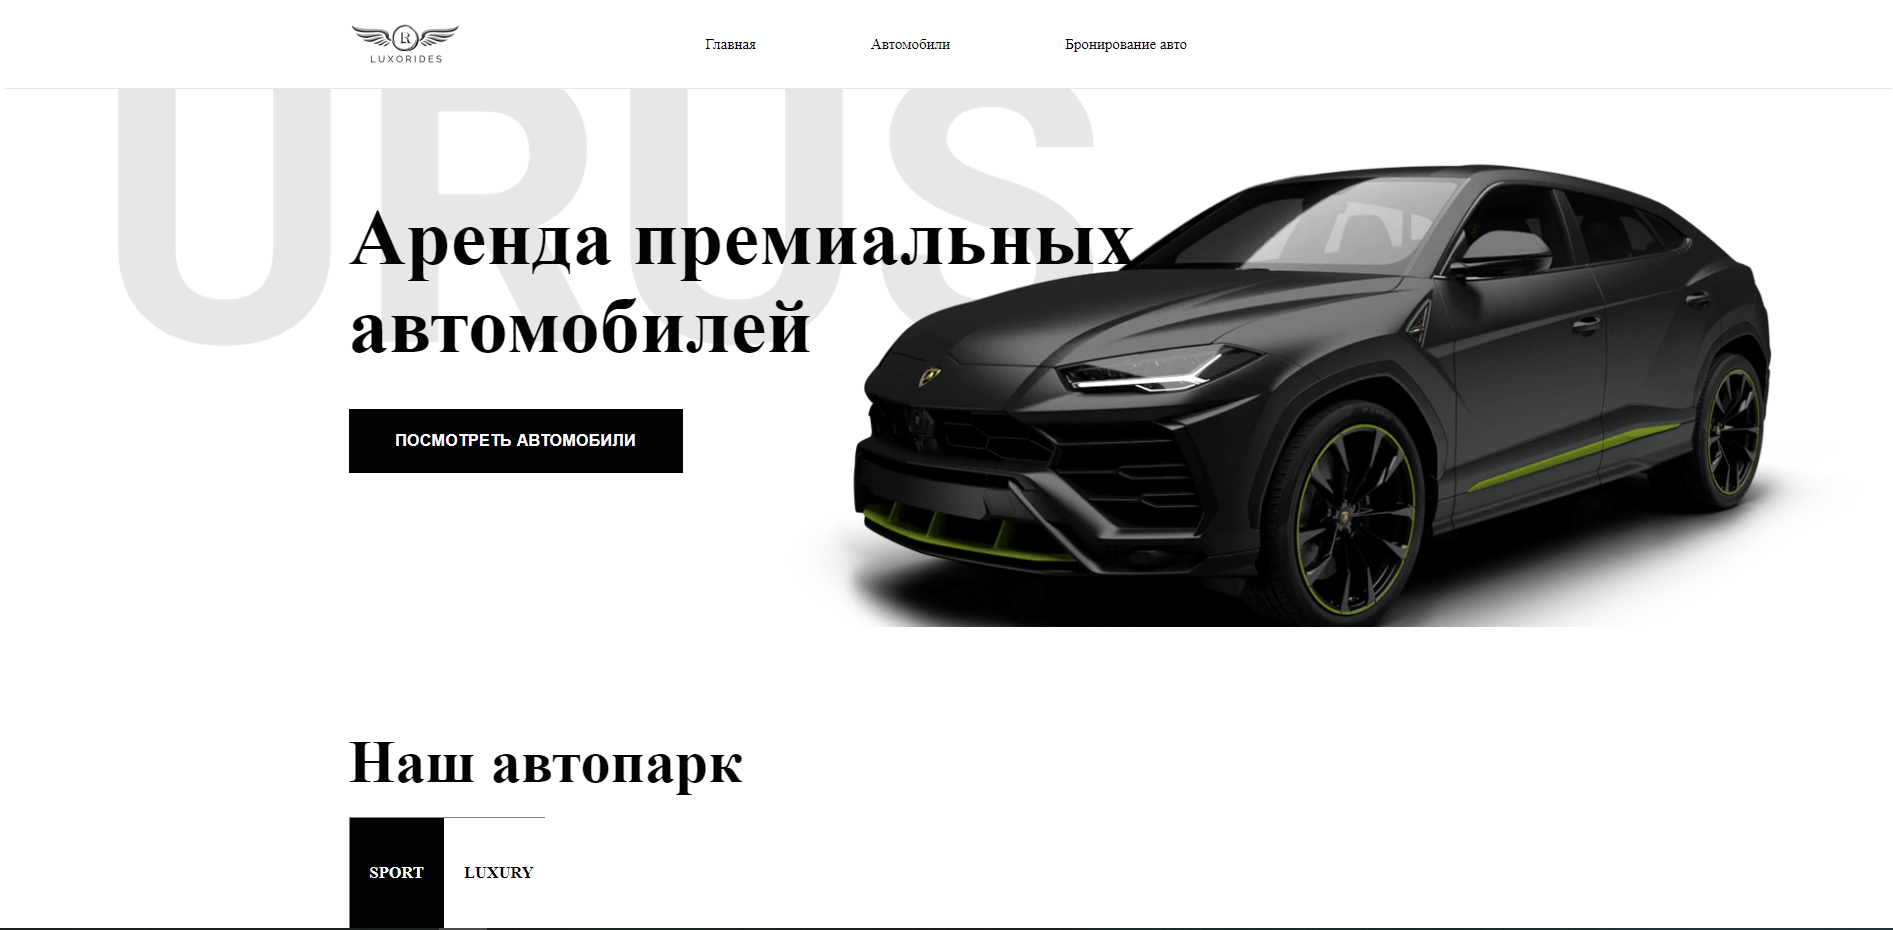 LR
LUXORIDES
Главная
Автомобили
Бронирование авто
URUS
Аренда премиальных
автомобилей
ПОСМОТРЕТЬ АВТОМОБИЛИ
Наш автопарк
SPORT
LUXURY